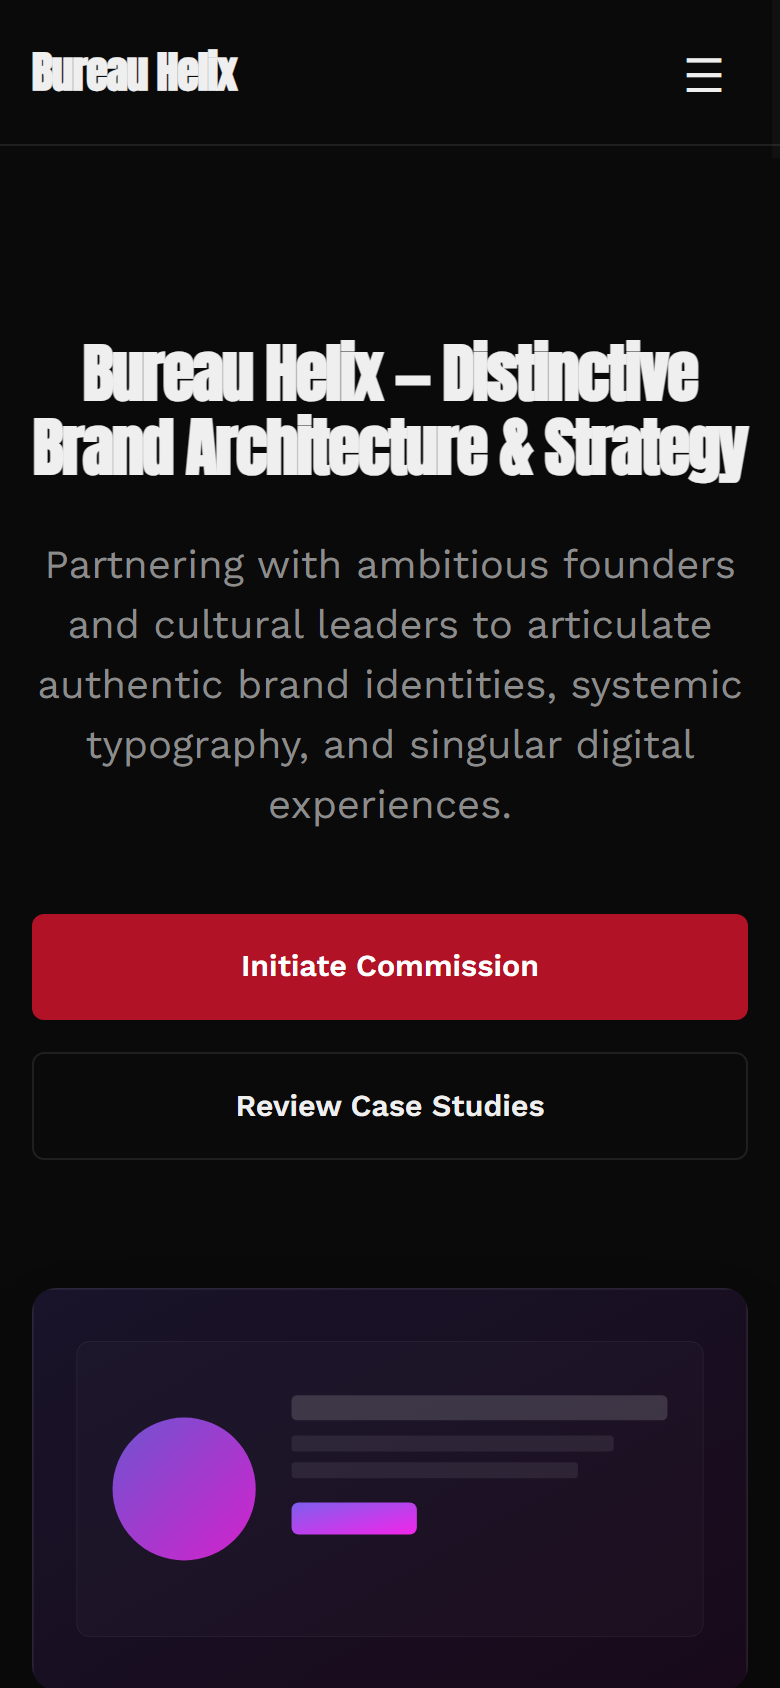 Bureau Helix
Bureau Helix – Distinctive
Brand Architecture & Strategy
Partnering with ambitious founders
and cultural leaders to articulate
authentic brand identities, systemic
typography, and singular digital
experiences.
Initiate Commission
Review Case Studies